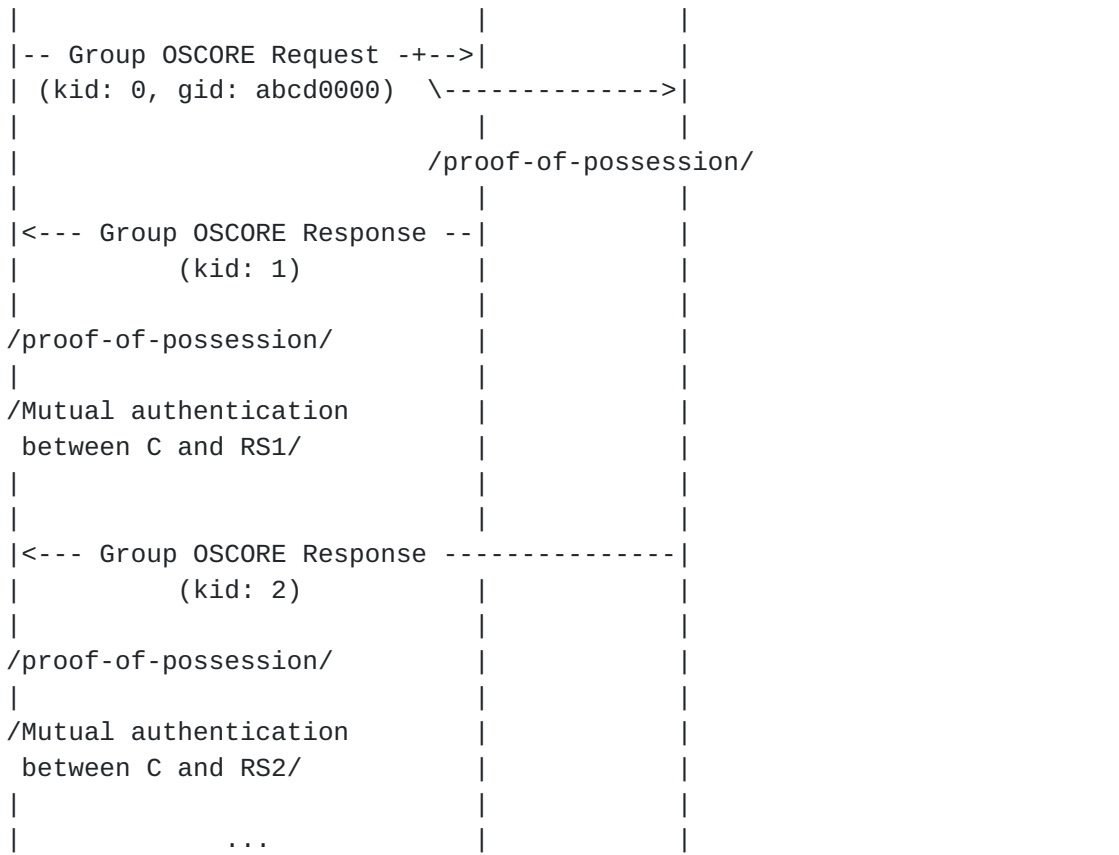 |                             |            |
|-- Group OSCORE Request -+-->|            |
| (kid: 0, gid: abcd0000)  \-------------->|
|                             |            |
|                          /proof-of-possession/
|                             |            |
|<--- Group OSCORE Response --|            |
|          (kid: 1)           |            |
|                             |            |
/proof-of-possession/         |            |
|                             |            |
/Mutual authentication        |            |
 between C and RS1/           |            |
|                             |            |
|                             |            |
|<--- Group OSCORE Response ---------------|
|          (kid: 2)           |            |
|                             |            |
/proof-of-possession/         |            |
|                             |            |
/Mutual authentication        |            |
 between C and RS2/           |            |
|                             |            |
|             ...             |            |